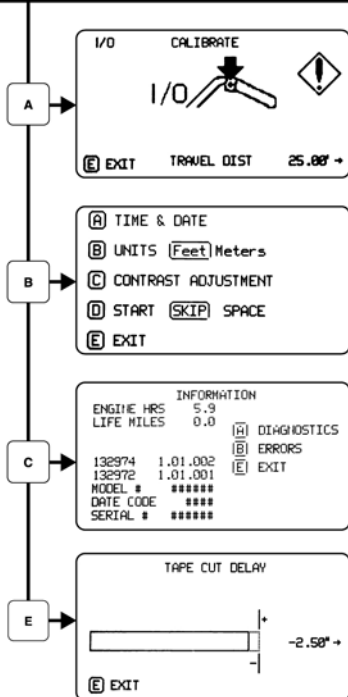 I/O CALIBRATE
A
I/O
E EXIT TRAVEL DIST 25.00' →
A TIME & DATE
B UNITS Feet Meters
B
C CONTRAST ADJUSTMENT
D START SKIP SPACE
E EXIT
INFORMATION
ENGINE HRS 5.9
LIFE MILES 0.0
A DIAGNOSTICS
B ERRORS
C
132974 1.01.002
E EXIT
132972 1.01.001
MODEL # ######
DATE CODE ####
SERIAL # ######
TAPE CUT DELAY
E
+
-2.50" →
-
E EXIT